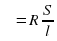 = R S/l